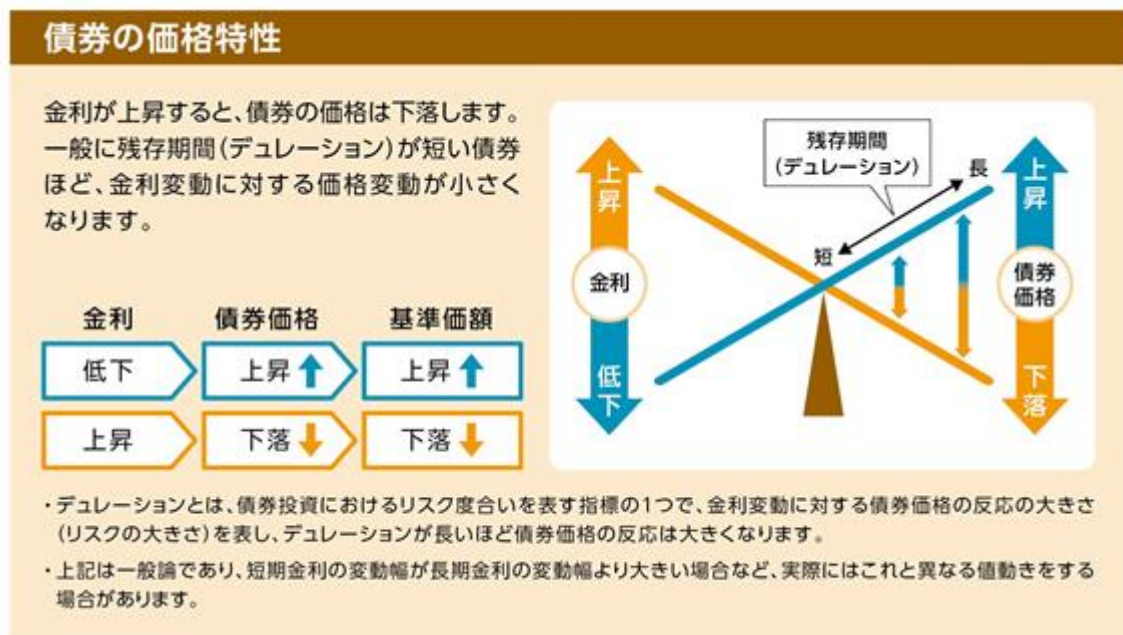 債券の価格特性
金利が上昇すると、債券の価格は下落します。
一般に残存期間(デュレーション)が短い債券
ほど、金利変動に対する価格変動が小さく
なります。
金利 債券価格 基準価額
低下 上昇 上昇
上昇 下落 下落
残存期間
(デュレーション)
長
短
上昇
金利
低下
上昇
債券
価格
下落
・デュレーションとは、債券投資におけるリスク度合いを表す指標の1つで、金利変動に対する債券価格の反応の大きさ
(リスクの大きさ)を表し、デュレーションが長いほど債券価格の反応は大きくなります。
・上記は一般論であり、短期金利の変動幅が長期金利の変動幅より大きい場合など、実際にはこれと異なる値動きをする
場合があります。